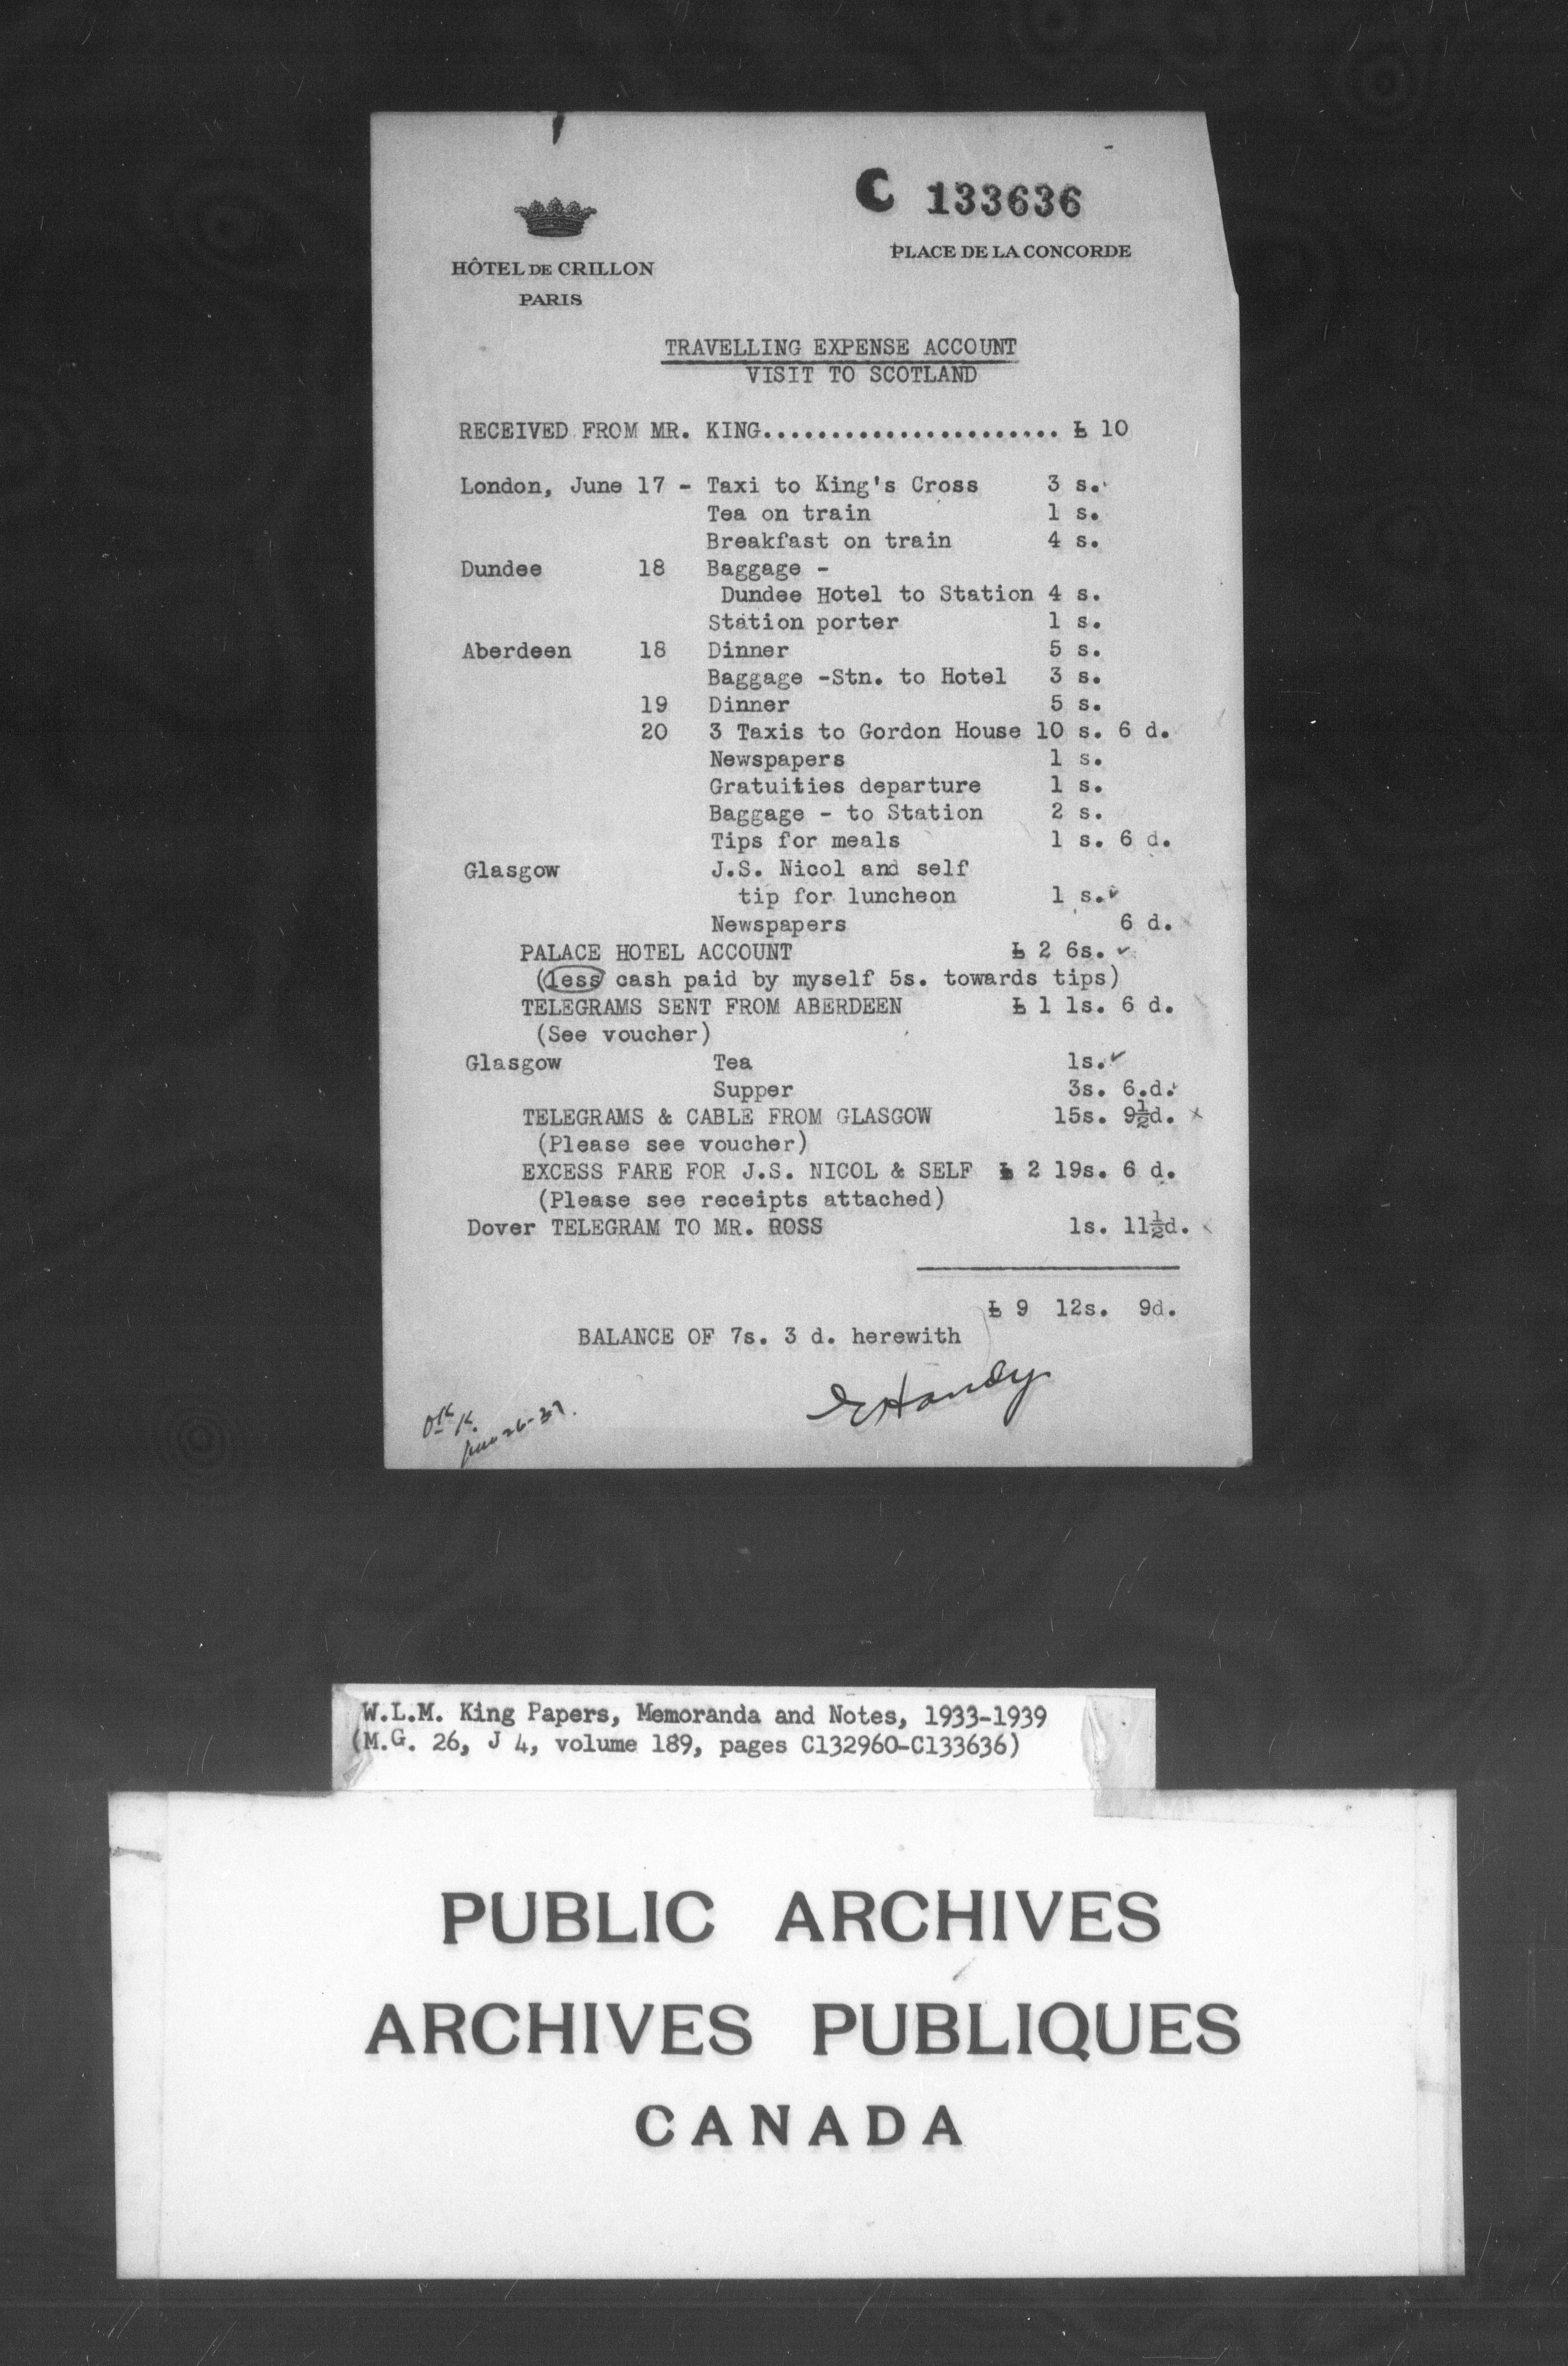 C 133636
HÔTEL DE CRILLON
PARIS
PLACE DE LA CONCORDE
TRAVELLING EXPENSE ACCOUNT
VISIT TO SCOTLAND
RECEIVED FROM MR. KING...................... £ 10
London, June 17 - Taxi to King's Cross 3 s.
Tea on train 1 s.
Breakfast on train 4 s.
Dundee 18 Baggage -
Dundee Hotel to Station 4 s.
Station porter 1 s.
Aberdeen 18 Dinner 5 s.
Baggage -Stn. to Hotel 3 s.
19 Dinner 5 s.
20 3 Taxis to Gordon House 10 s. 6 d.
Newspapers 1 s.
Gratuities departure 1 s.
Baggage - to Station 2 s.
Tips for meals 1 s. 6 d.
Glasgow J.S. Nicol and self
tip for luncheon 1 s.
Newspapers 6 d.
PALACE HOTEL ACCOUNT £ 2 6s.
(less cash paid by myself 5s. towards tips)
TELEGRAMS SENT FROM ABERDEEN £ 1 1s. 6 d.
(See voucher)
Glasgow Tea 1s.
Supper 3s. 6.d.
TELEGRAMS & CABLE FROM GLASGOW 15s. 9½d.
(Please see voucher)
EXCESS FARE FOR J.S. NICOL & SELF £ 2 19s. 6 d.
(Please see receipts attached)
Dover TELEGRAM TO MR. ROSS 1s. 11½d.
£ 9 12s. 9d.
BALANCE OF 7s. 3 d. herewith
EHandy
OK K.
June 26-37.
W.L.M. King Papers, Memoranda and Notes, 1933-1939
(M.G. 26, J 4, volume 189, pages C132960-C133636)
PUBLIC ARCHIVES
ARCHIVES PUBLIQUES
CANADA